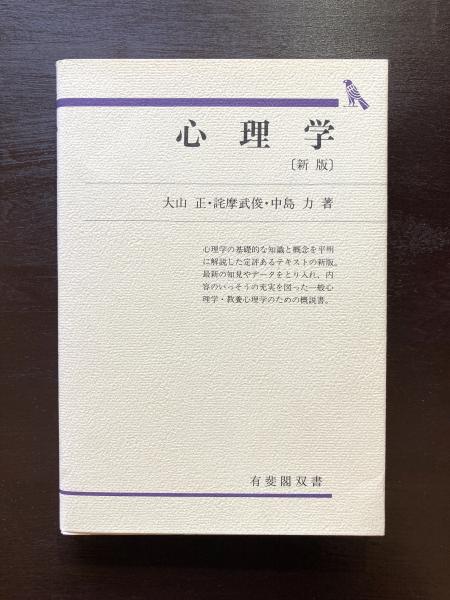 心理学
〔新版〕
大山 正・詫摩武俊・中島 力 著
心理学の基礎的な知識と概念を平明
に解説した定評あるテキストの新版。
最新の知見やデータをとり入れ、内
容のいっそうの充実を図った一般心
理学・教養心理学のための概説書。
有斐閣双書